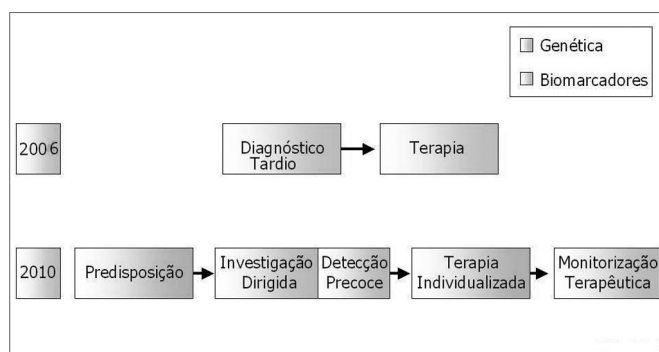 Genética
Biomarcadores
2006
Diagnóstico
Tardio
Terapia
2010
Predisposição
Investigação
Dirigida
Detecção
Precoce
Terapia
Individualizada
Monitorização
Terapêutica